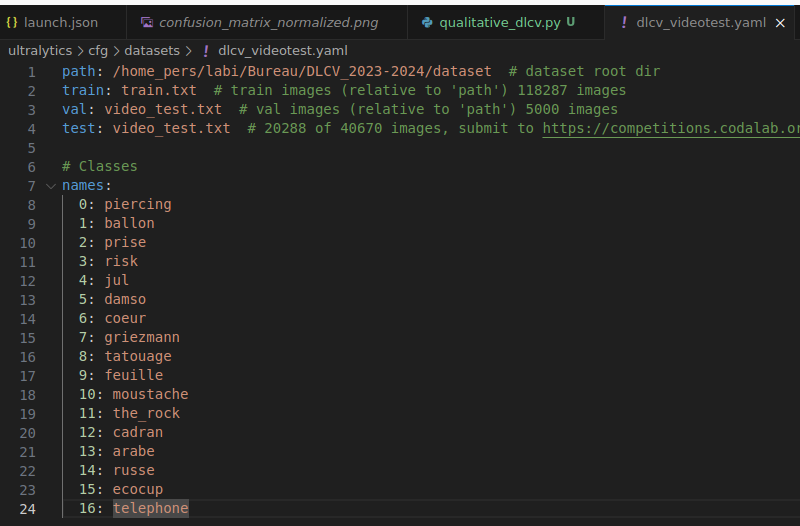 {} launch.json confusion_matrix_normalized.png qualitative_dlcv.py U ! dlcv_videotest.yaml ×
ultralytics > cfg > datasets > ! dlcv_videotest.yaml
1 path: /home_pers/labi/Bureau/DLCV_2023-2024/dataset # dataset root dir
2 train: train.txt # train images (relative to 'path') 118287 images
3 val: video_test.txt # val images (relative to 'path') 5000 images
4 test: video_test.txt # 20288 of 40670 images, submit to https://competitions.codalab.or
5
6 # Classes
7 names:
8 0: piercing
9 1: ballon
10 2: prise
11 3: risk
12 4: jul
13 5: damso
14 6: coeur
15 7: griezmann
16 8: tatouage
17 9: feuille
18 10: moustache
19 11: the_rock
20 12: cadran
21 13: arabe
22 14: russe
23 15: ecocup
24 16: telephone